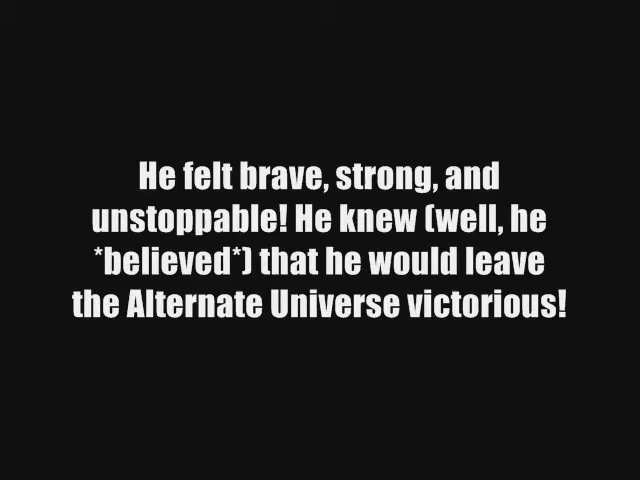 He felt brave, strong, and
unstoppable! He knew (well, he
*believed*) that he would leave
the Alternate Universe victorious!